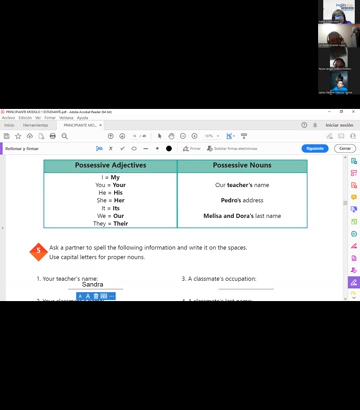 PRINCIPIANTE MODULO 1 ESTUDIANTE.pdf - Adobe Acrobat Reader (64-bit)
Archivo Edición Ver Firmar Ventana Ayuda
Inicio Herramientas PRINCIPIANTE MO... Iniciar sesión
Rellenar y firmar Firmar Solicitar firmas electrónicas Siguiente Cerrar
Possessive Adjectives Possessive Nouns
I = My
You = Your
He = His
She = Her
It = Its
We = Our
They = Their
Our teacher's name
Pedro's address
Melisa and Dora's last name
5
Ask a partner to spell the following information and write it on the spaces.
Use capital letters for proper nouns.
1. Your teacher's name: 3. A classmate's occupation:
Sandra
A A